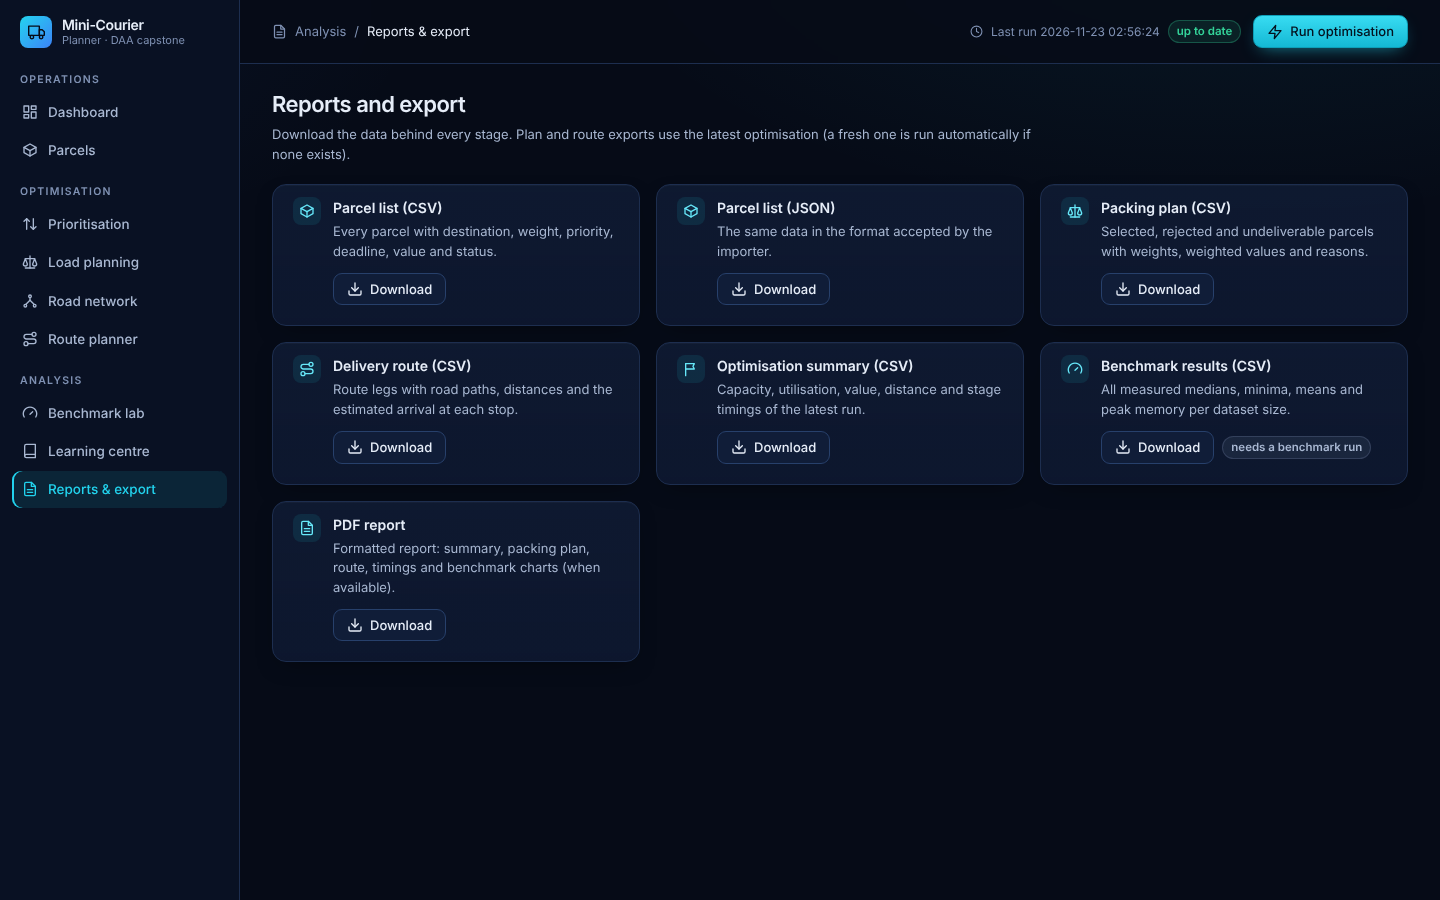 Mini-Courier
Planner · DAA capstone
OPERATIONS
Dashboard
Parcels
OPTIMISATION
Prioritisation
Load planning
Road network
Route planner
ANALYSIS
Benchmark lab
Learning centre
Reports & export
Analysis / Reports & export
Last run 2026-11-23 02:56:24
up to date
Run optimisation
Reports and export
Download the data behind every stage. Plan and route exports use the latest optimisation (a fresh one is run automatically if
none exists).
Parcel list (CSV)
Every parcel with destination, weight, priority,
deadline, value and status.
Download
Parcel list (JSON)
The same data in the format accepted by the
importer.
Download
Packing plan (CSV)
Selected, rejected and undeliverable parcels
with weights, weighted values and reasons.
Download
Delivery route (CSV)
Route legs with road paths, distances and the
estimated arrival at each stop.
Download
Optimisation summary (CSV)
Capacity, utilisation, value, distance and stage
timings of the latest run.
Download
Benchmark results (CSV)
All measured medians, minima, means and
peak memory per dataset size.
Download
needs a benchmark run
PDF report
Formatted report: summary, packing plan,
route, timings and benchmark charts (when
available).
Download